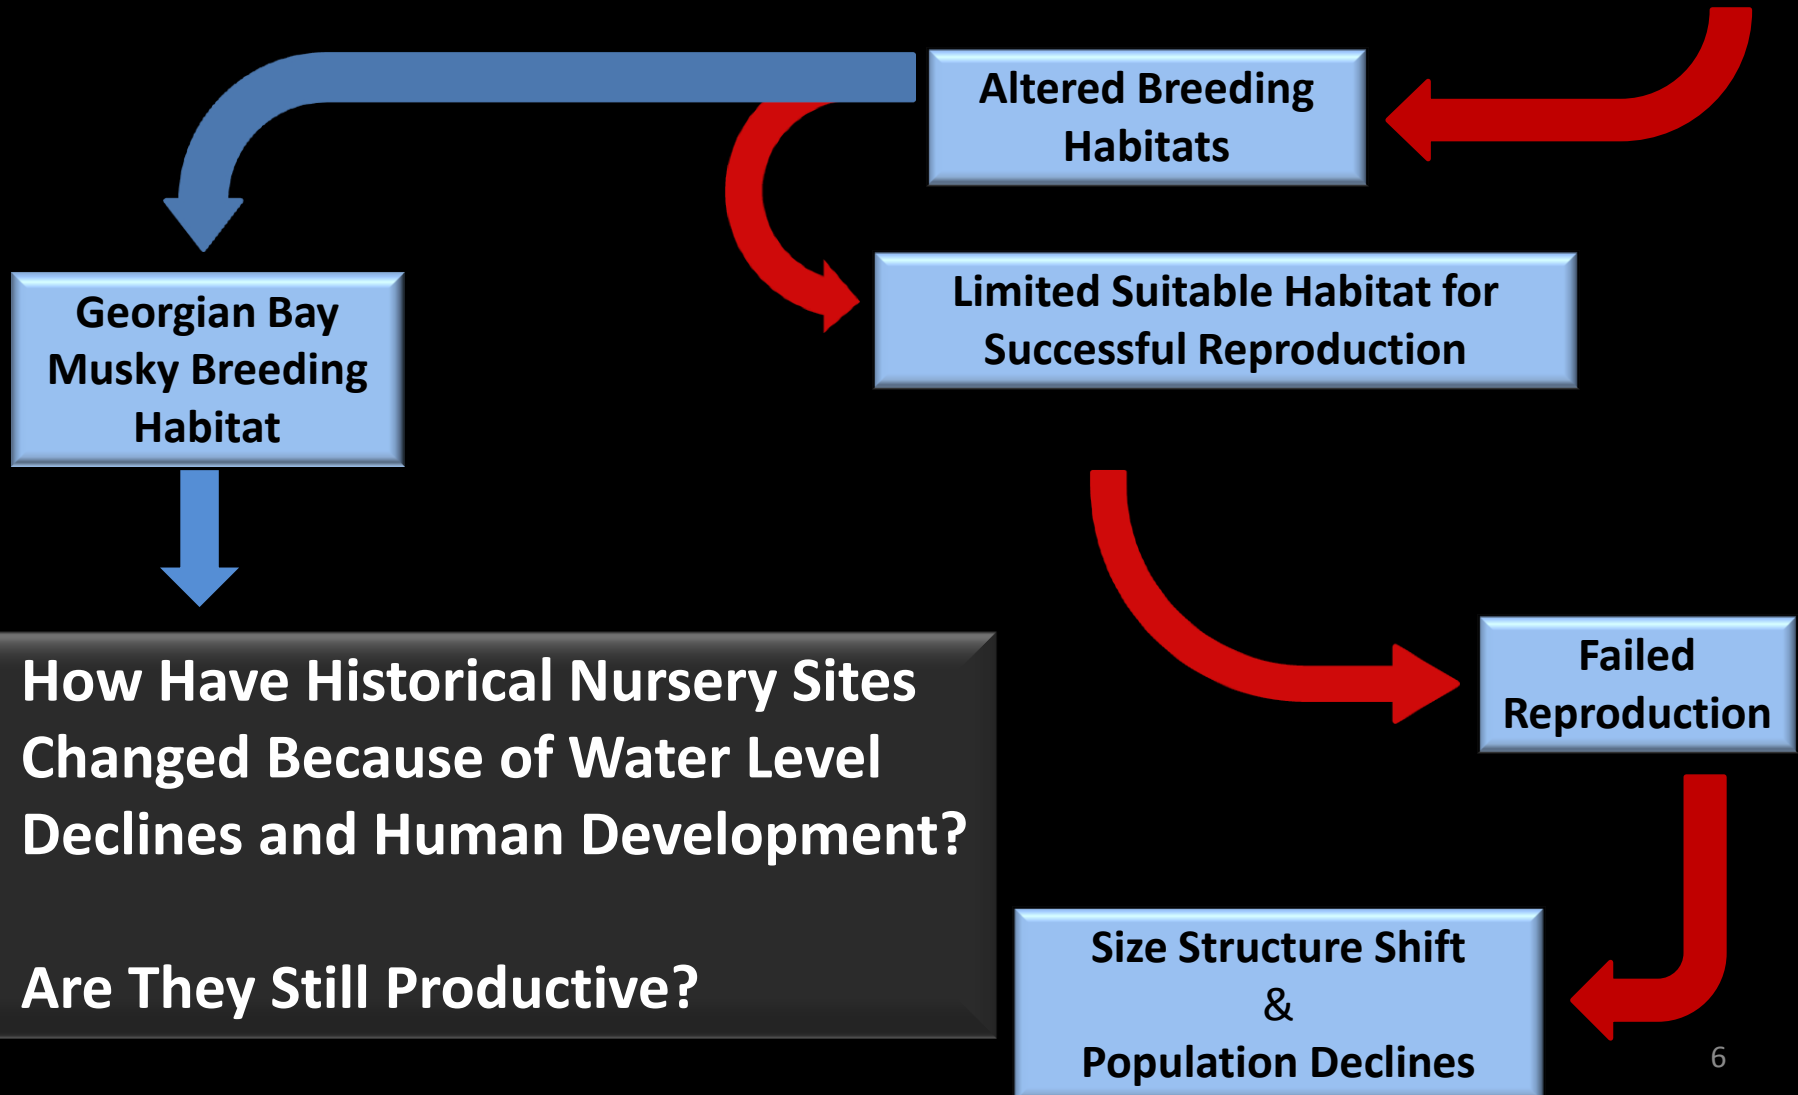 Altered Breeding
Habitats
Limited Suitable Habitat for
Successful Reproduction
Georgian Bay
Musky Breeding
Habitat
Failed
Reproduction
How Have Historical Nursery Sites
Changed Because of Water Level
Declines and Human Development?
Are They Still Productive?
Size Structure Shift
&
Population Declines
6